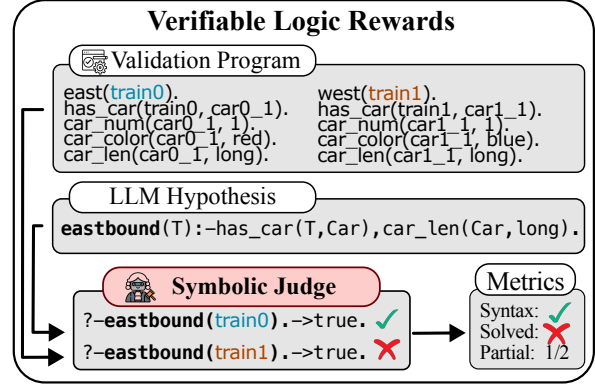 Verifiable Logic Rewards
Validation Program
east(train0).
has_car(train0, car0_1).
car_num(car0_1, 1).
car_color(car0_1, red).
car_len(car0_1, long).
west(train1).
has_car(train1, car1_1).
car_num(car1_1, 1).
car_color(car1_1, blue).
car_len(car1_1, long).
LLM Hypothesis
eastbound(T):-has_car(T,Car),car_len(Car,long).
Symbolic Judge
?-eastbound(train0).->true.
?-eastbound(train1).->true.
Metrics
Syntax:
Solved:
Partial: 1/2